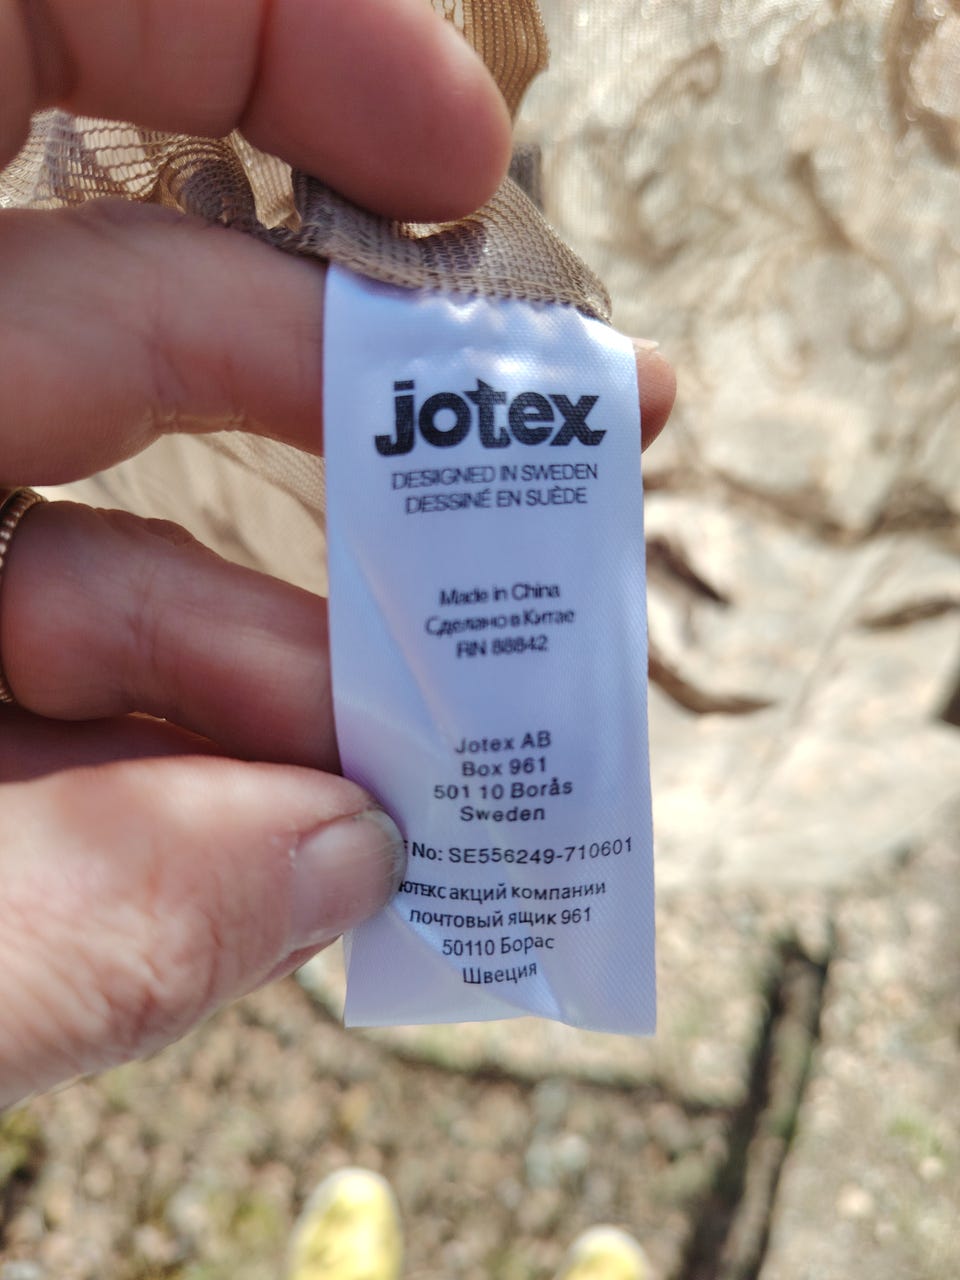 jotex
DESIGNED IN SWEDEN
DESSINÉ EN SUÈDE
Made in China
Сделано в Китае
RN 88842
Jotex AB
Box 961
501 10 Borås
Sweden
No: SE556249-710601
ЮТЕКС акций компании
почтовый ящик 961
50110 Борас
Швеция